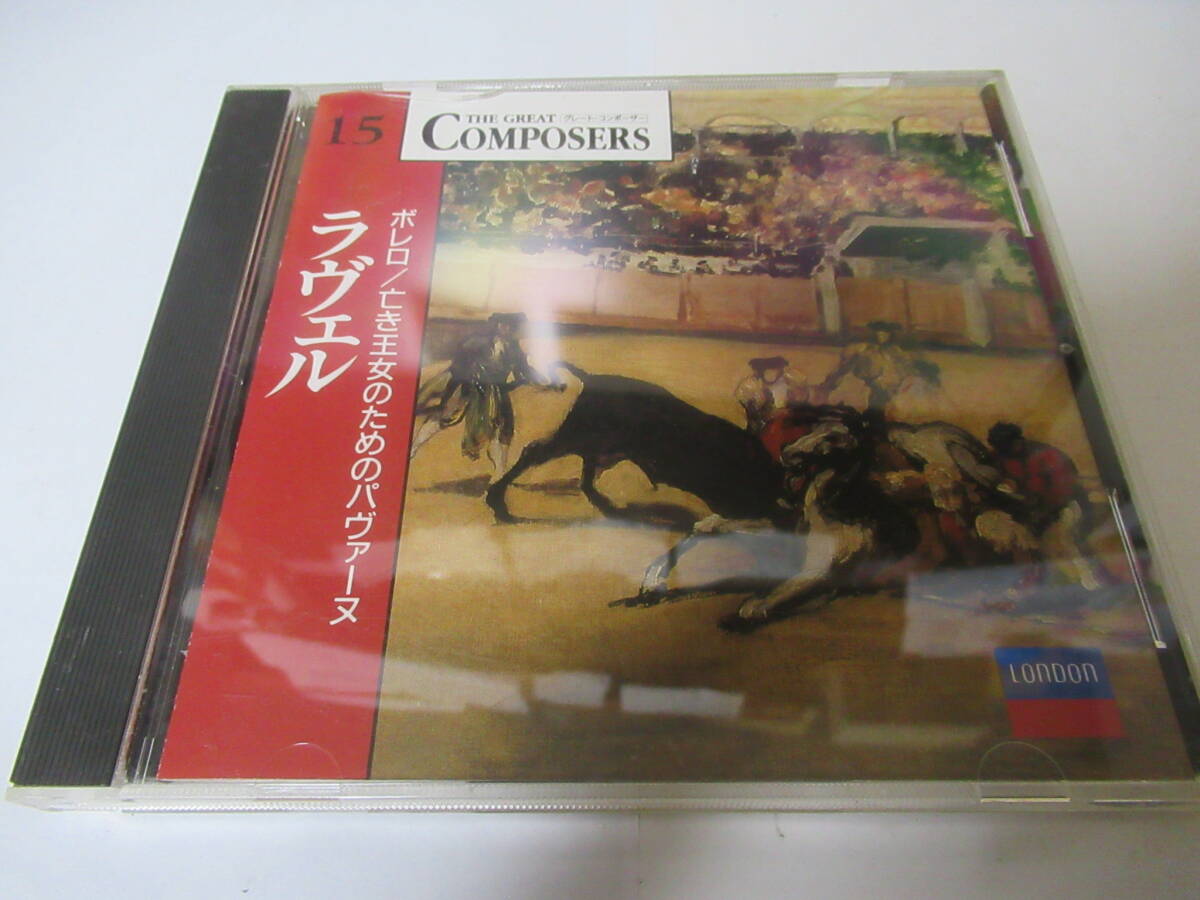 15
THE GREAT [グレート・コンポーザー]
COMPOSERS
ボレロ/亡き王女のためのパヴァーヌ
ラヴェル
LONDON